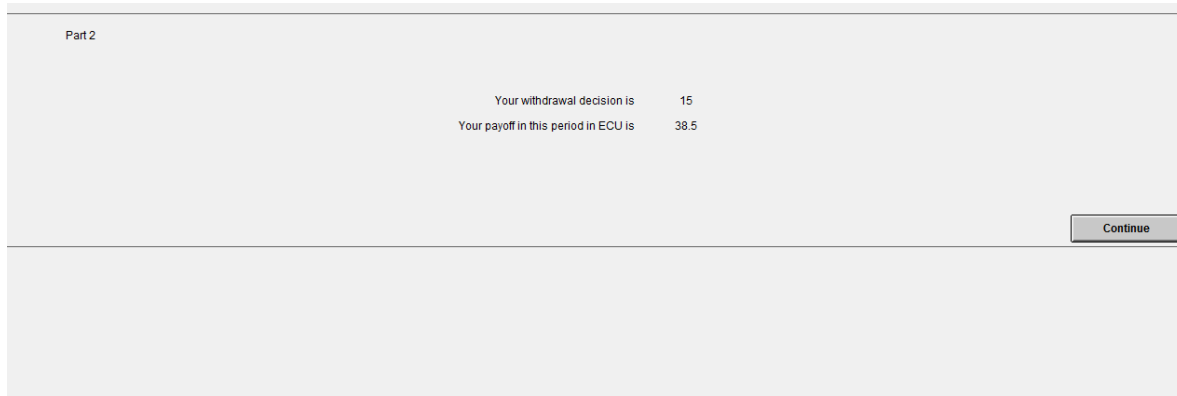 Part 2
Your withdrawal decision is 15
Your payoff in this period in ECU is 38.5
Continue